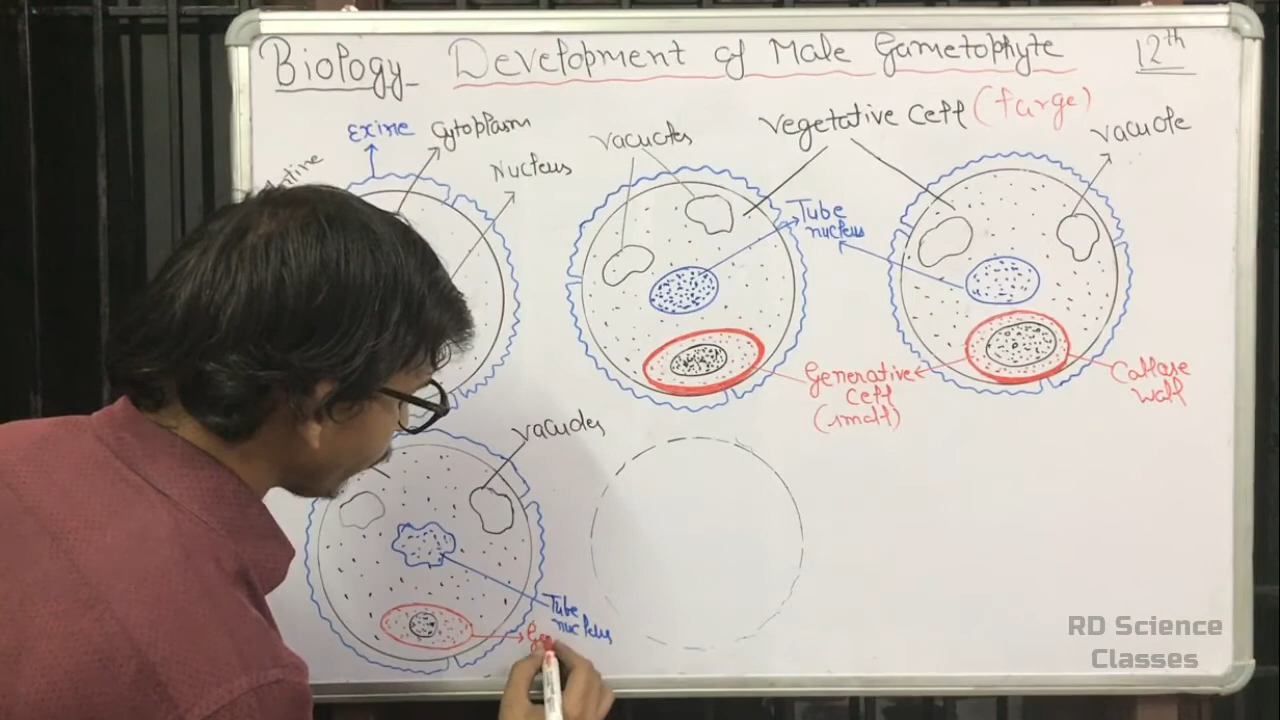 Biology Development of Male Gametophyte 12th
Exine
Cytoplasm
Nucleus
Vacuoles
Vegetative cell (large)
Vacuole
Tube
nucleus
Generative
cell
(small)
Callase
wall
Vacuoles
Tube
nucleus
RD Science
Classes